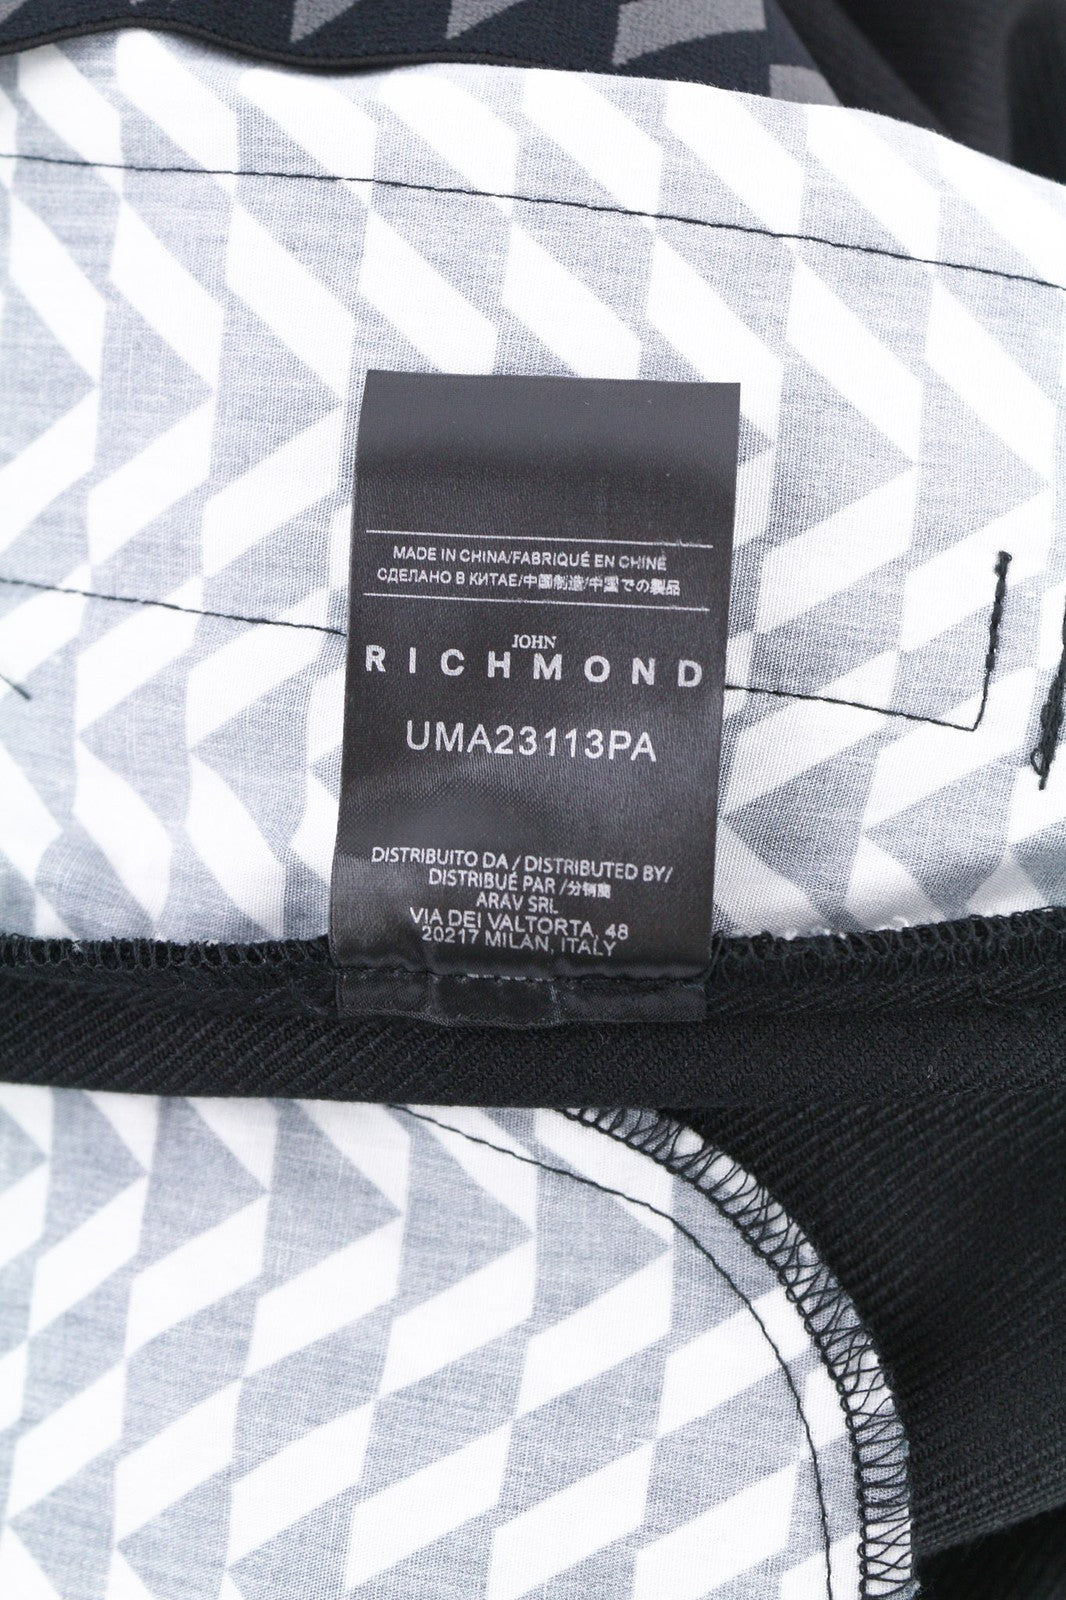 MADE IN CHINA/FABRIQUÉ EN CHINE
СДЕЛАНО В КИТАЕ/中国制造/中国での製品
JOHN
RICHMOND
UMA23113PA
DISTRIBUITO DA / DISTRIBUTED BY/
DISTRIBUÉ PAR /分销商
ARAV SRL
VIA DEI VALTORTA, 48
20217 MILAN, ITALY